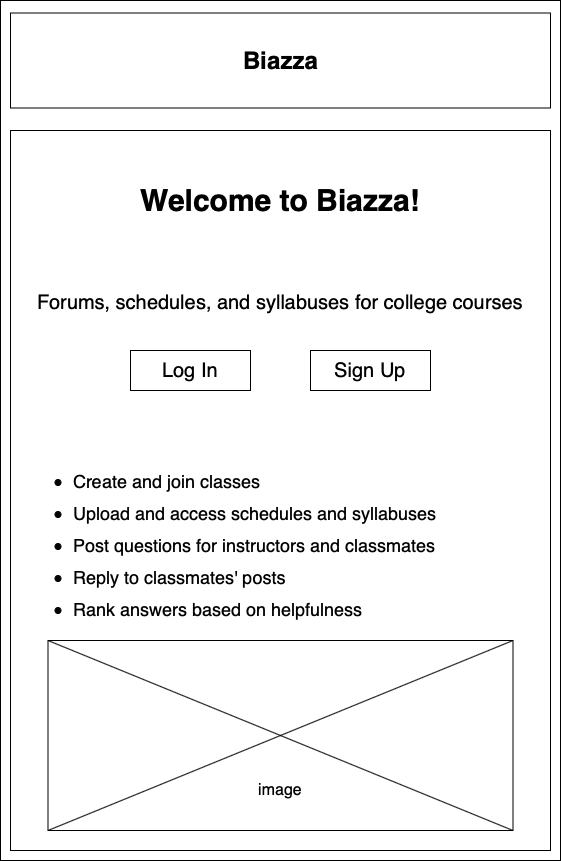 Biazza
Welcome to Biazza!
Forums, schedules, and syllabuses for college courses
Log In
Sign Up
• Create and join classes
• Upload and access schedules and syllabuses
• Post questions for instructors and classmates
• Reply to classmates' posts
• Rank answers based on helpfulness
image